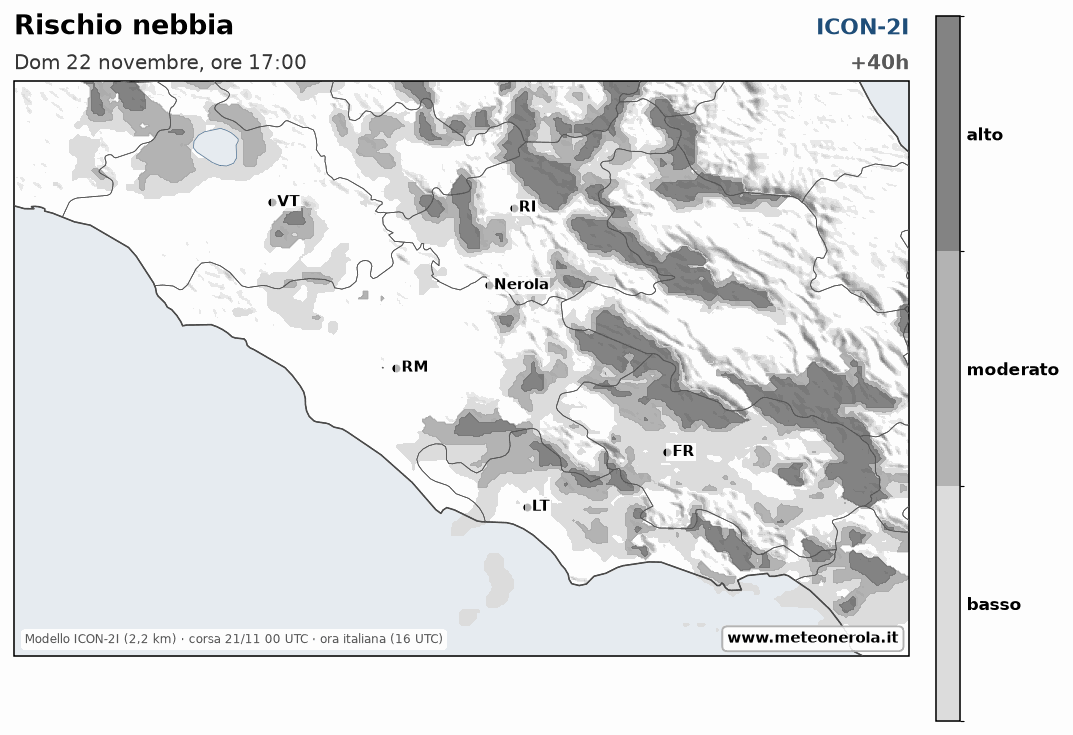 Rischio nebbia
ICON-2I
Dom 22 novembre, ore 17:00
+40h
alto
VT
RI
Nerola
RM
moderato
FR
LT
basso
Modello ICON-2I (2,2 km) · corsa 21/11 00 UTC · ora italiana (16 UTC)
www.meteonerola.it